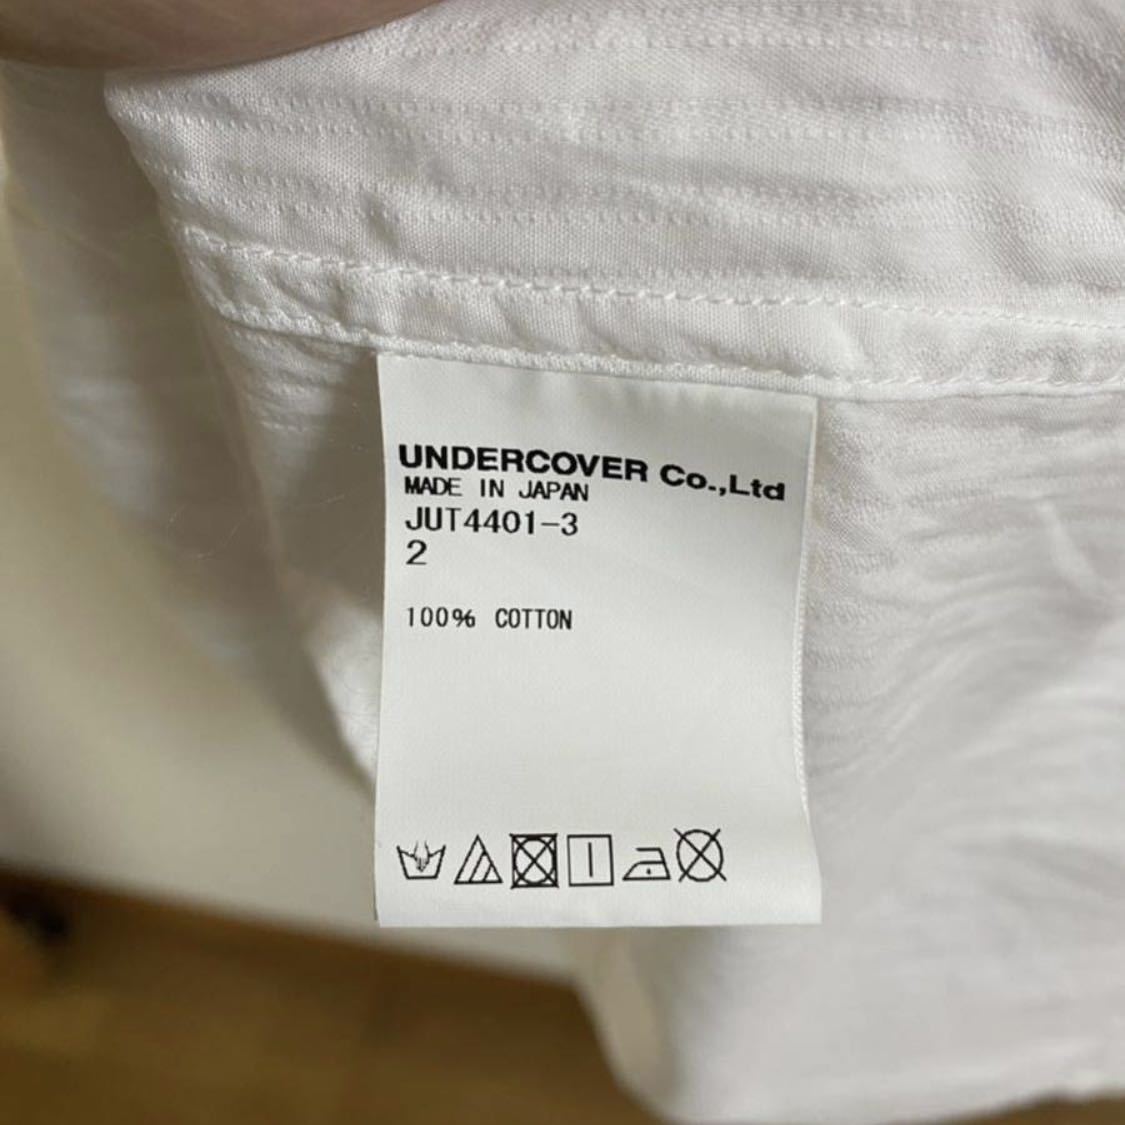 UNDERCOVER Co.,Ltd
MADE IN JAPAN
JUT4401-3
2
100% COTTON